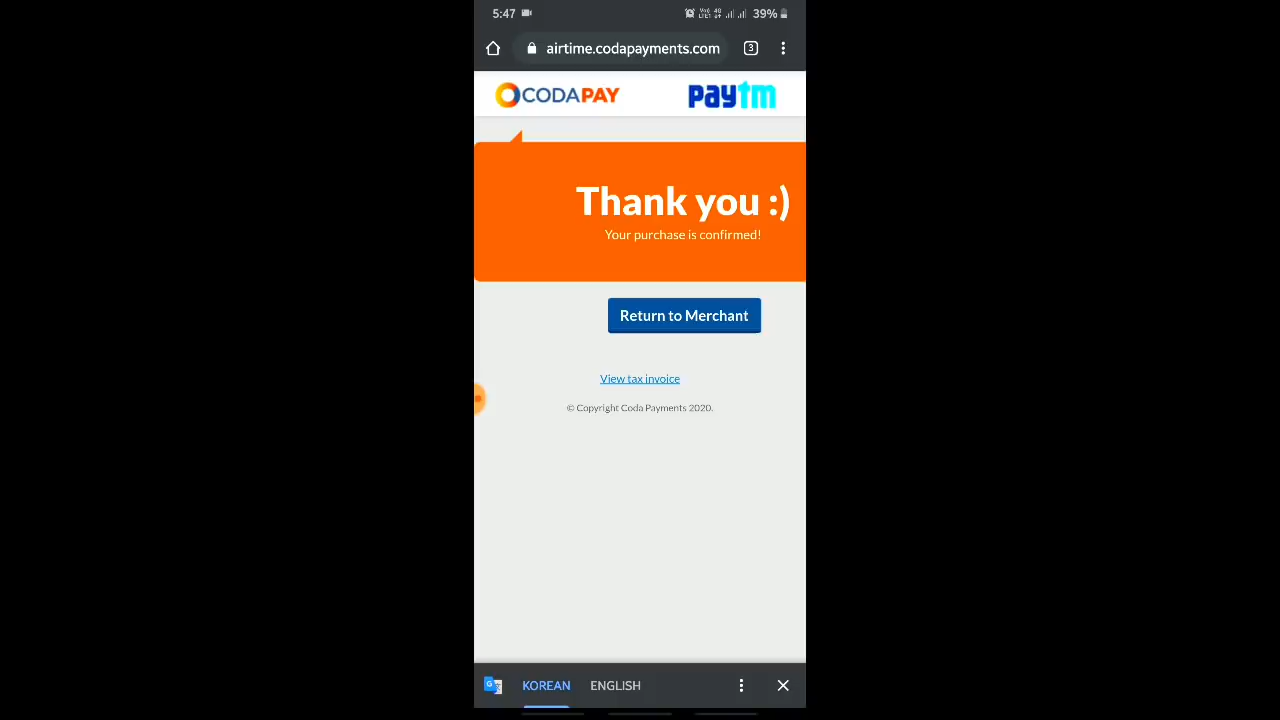 5:47
39%
airtime.codapayments.com
3
CODAPAY
paytm
Thank you :)
Your purchase is confirmed!
Return to Merchant
View tax invoice
© Copyright Coda Payments 2020.
KOREAN ENGLISH